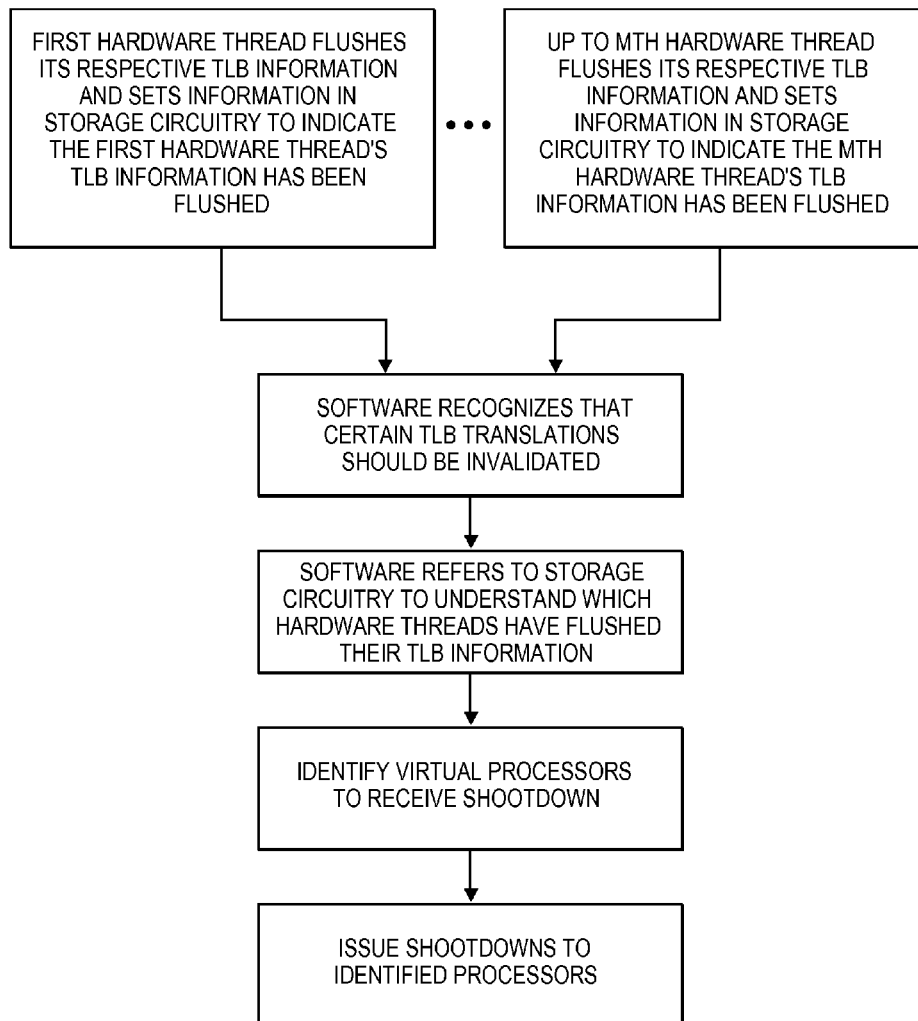 FIRST HARDWARE THREAD FLUSHES
ITS RESPECTIVE TLB INFORMATION
AND SETS INFORMATION IN
STORAGE CIRCUITRY TO INDICATE
THE FIRST HARDWARE THREAD'S
TLB INFORMATION HAS BEEN
FLUSHED
UP TO MTH HARDWARE THREAD
FLUSHES ITS RESPECTIVE TLB
INFORMATION AND SETS
INFORMATION IN STORAGE
CIRCUITRY TO INDICATE THE MTH
HARDWARE THREAD'S TLB
INFORMATION HAS BEEN FLUSHED
SOFTWARE RECOGNIZES THAT
CERTAIN TLB TRANSLATIONS
SHOULD BE INVALIDATED
SOFTWARE REFERS TO STORAGE
CIRCUITRY TO UNDERSTAND WHICH
HARDWARE THREADS HAVE FLUSHED
THEIR TLB INFORMATION
IDENTIFY VIRTUAL PROCESSORS
TO RECEIVE SHOOTDOWN
ISSUE SHOOTDOWNS TO
IDENTIFIED PROCESSORS